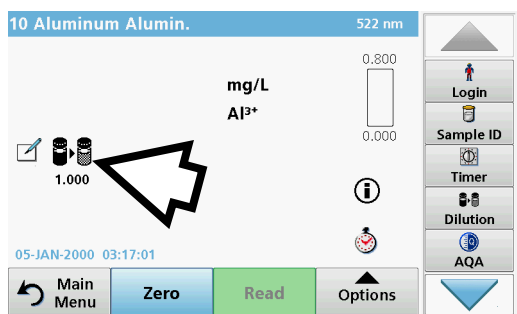 10 Aluminum Alumin. 522 nm
0.800
mg/L
Al³⁺
0.000
1.000
05-JAN-2000 03:17:01
Main Menu
Zero
Read
Options
Login
Sample ID
Timer
Dilution
AQA